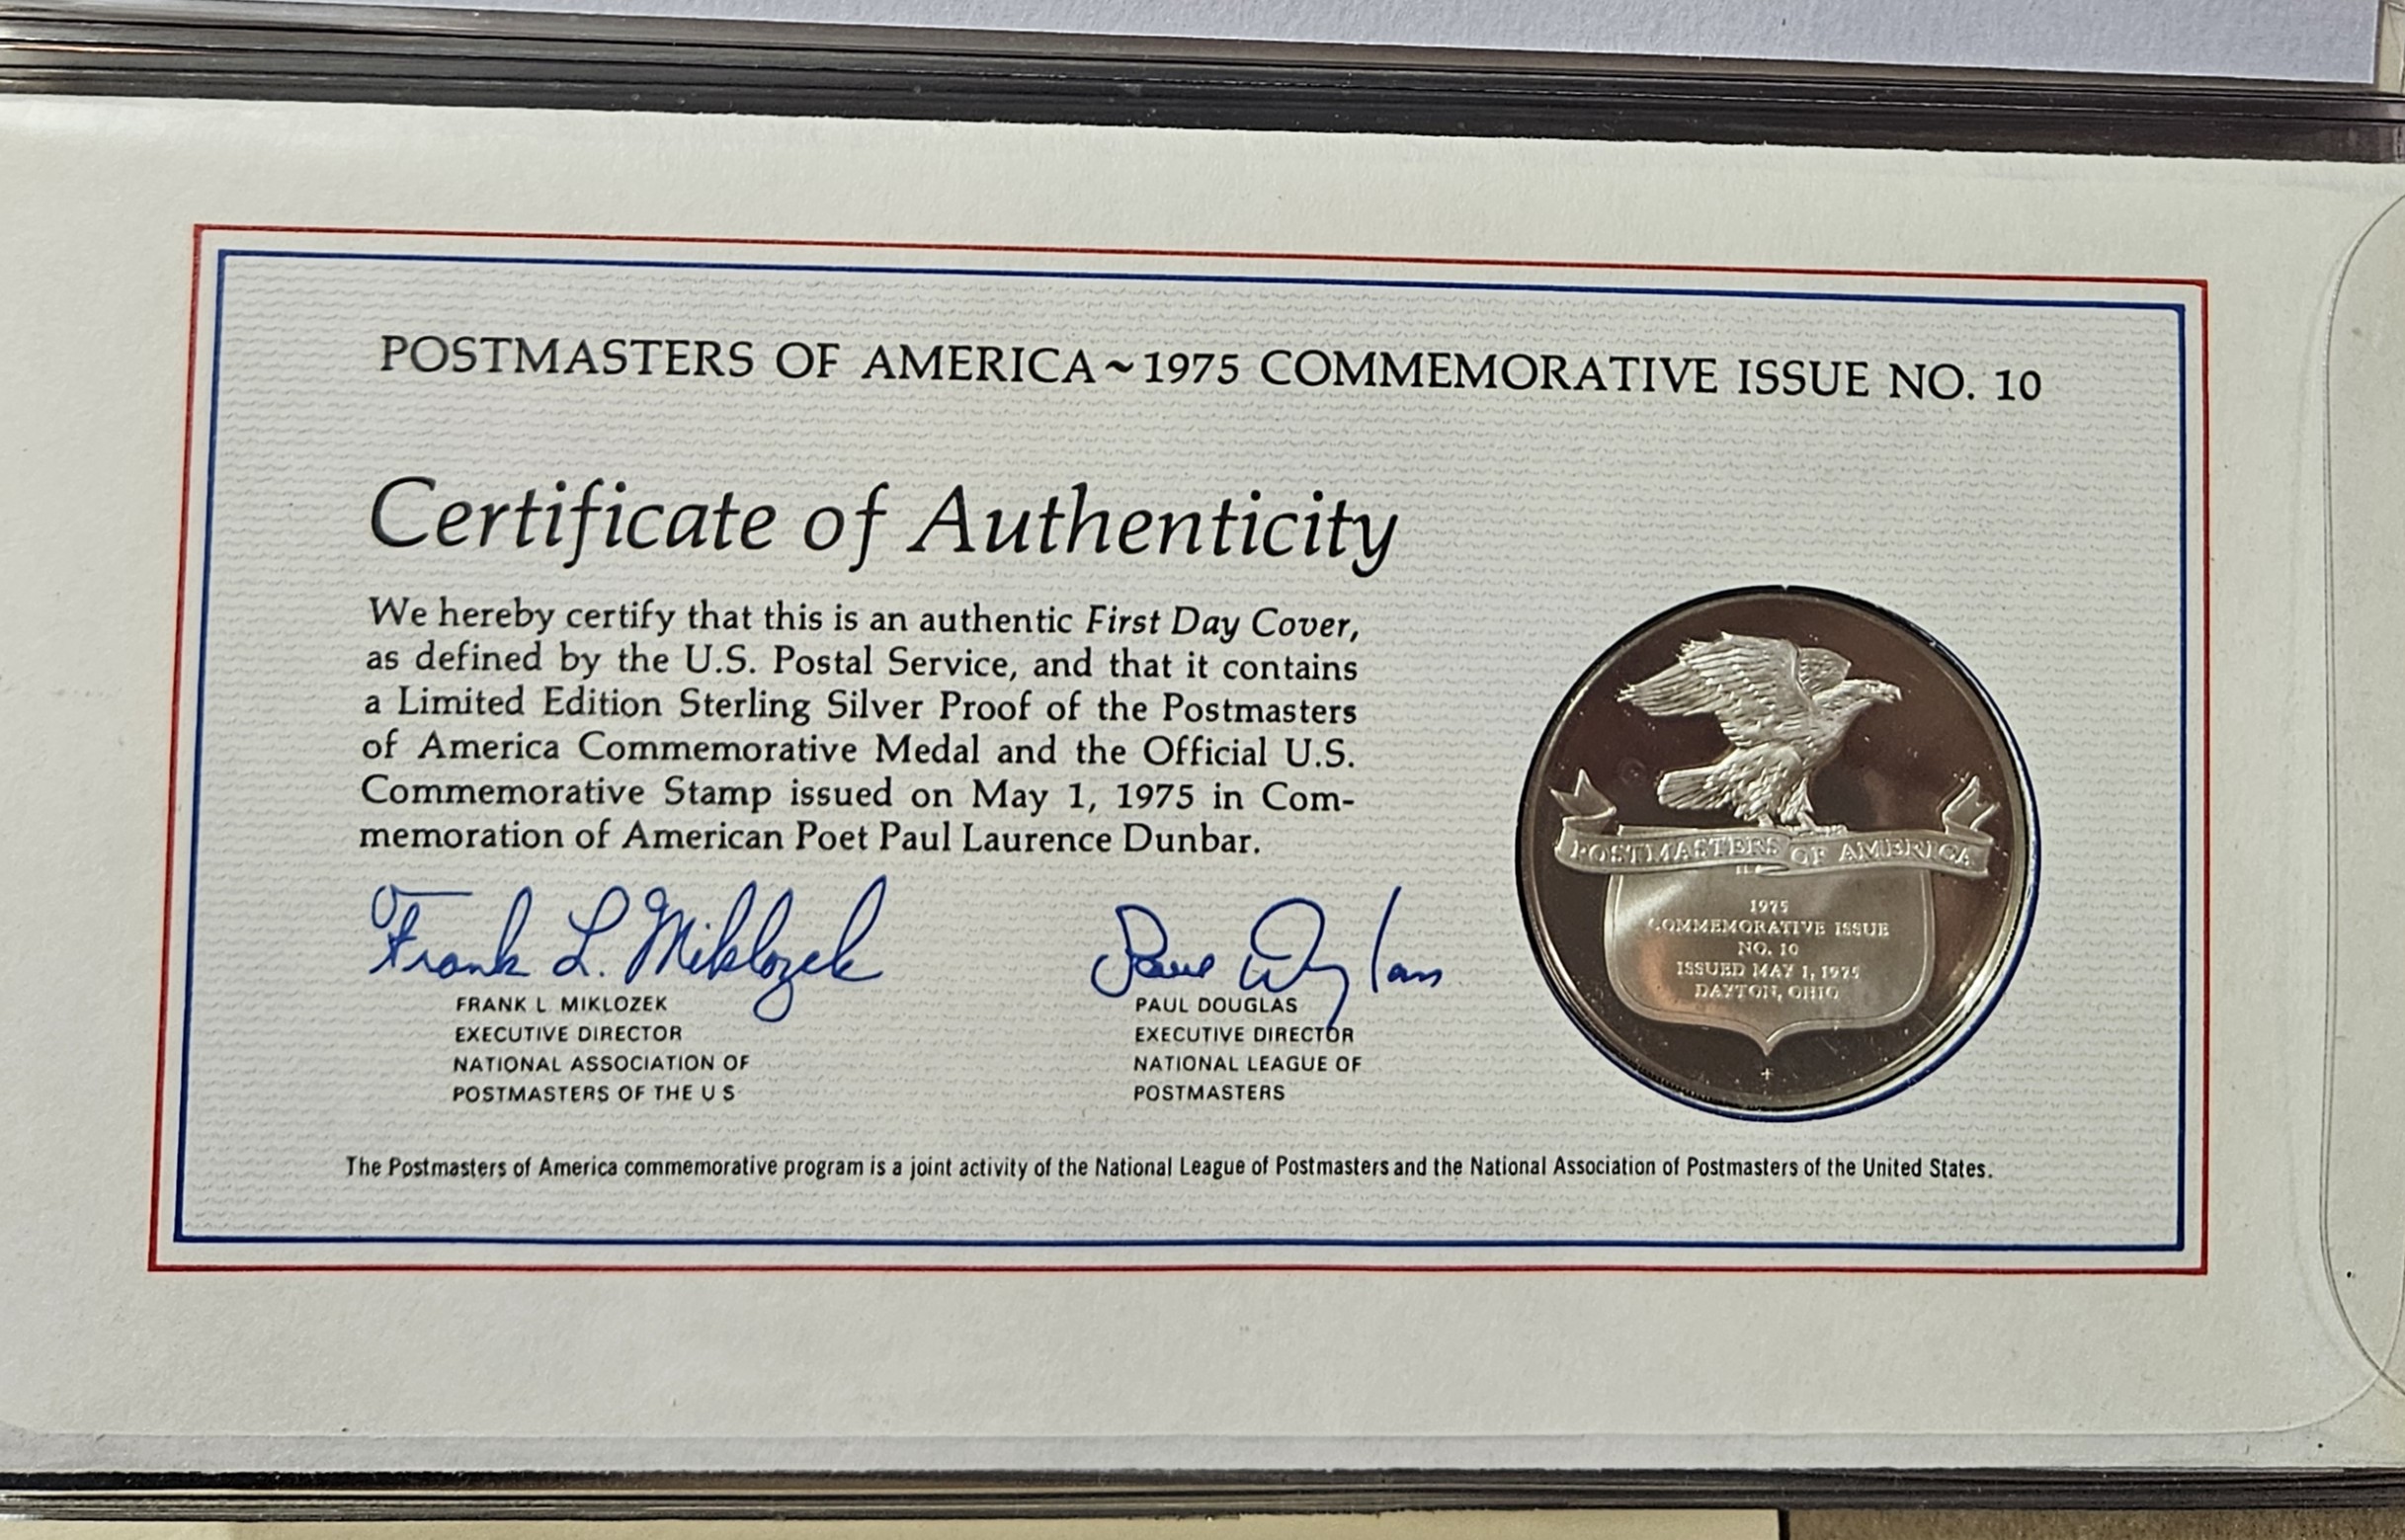 POSTMASTERS OF AMERICA~1975 COMMEMORATIVE ISSUE NO. 10
Certificate of Authenticity
We hereby certify that this is an authentic First Day Cover,
as defined by the U.S. Postal Service, and that it contains
a Limited Edition Sterling Silver Proof of the Postmasters
of America Commemorative Medal and the Official U.S.
Commemorative Stamp issued on May 1, 1975 in Com-
memoration of American Poet Paul Laurence Dunbar.
Frank L. Miklozek
FRANK L MIKLOZEK
EXECUTIVE DIRECTOR
NATIONAL ASSOCIATION OF
POSTMASTERS OF THE U S
Paul Douglas
PAUL DOUGLAS
EXECUTIVE DIRECTOR
NATIONAL LEAGUE OF
POSTMASTERS
POSTMASTERS OF AMERICA
1975
COMMEMORATIVE ISSUE
NO. 10
ISSUED MAY 1, 1975
DAYTON, OHIO
The Postmasters of America commemorative program is a joint activity of the National League of Postmasters and the National Association of Postmasters of the United States.